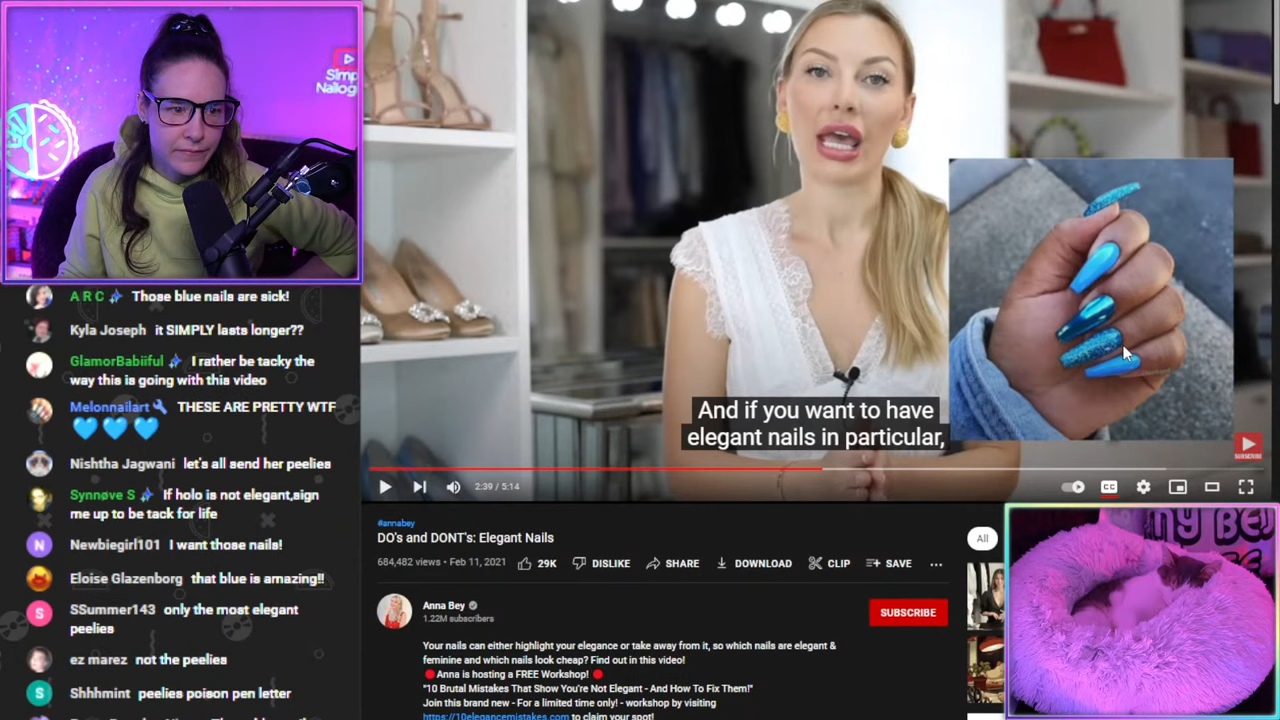 Simp
Nailog
A R C Those blue nails are sick!
Kyla Joseph it SIMPLY lasts longer??
GlamorBabiiful I rather be tacky the
way this is going with this video
Melonnailart THESE ARE PRETTY WTF
Nishtha Jagwani let's all send her peelies
Synnøve S If holo is not elegant,sign
me up to be tack for life
N
Newbiegirl101 I want those nails!
Eloise Glazenborg that blue is amazing!!
S
SSummer143 only the most elegant
peelies
ez marez not the peelies
S
Shhhmint peelies poison pen letter
And if you want to have
elegant nails in particular,
SUBSCRIBE
2:39 / 5:14
CC
#annabey
DO's and DONT's: Elegant Nails
684,482 views • Feb 11, 2021
29K
DISLIKE
SHARE
DOWNLOAD
CLIP
SAVE
All
Anna Bey
1.22M subscribers
SUBSCRIBE
Your nails can either highlight your elegance or take away from it, so which nails are elegant &
feminine and which nails look cheap? Find out in this video!
Anna is hosting a FREE Workshop!
"10 Brutal Mistakes That Show You're Not Elegant - And How To Fix Them!"
Join this brand new - For a limited time only! - workshop by visiting
https://10elegancemistakes.com to claim your spot!